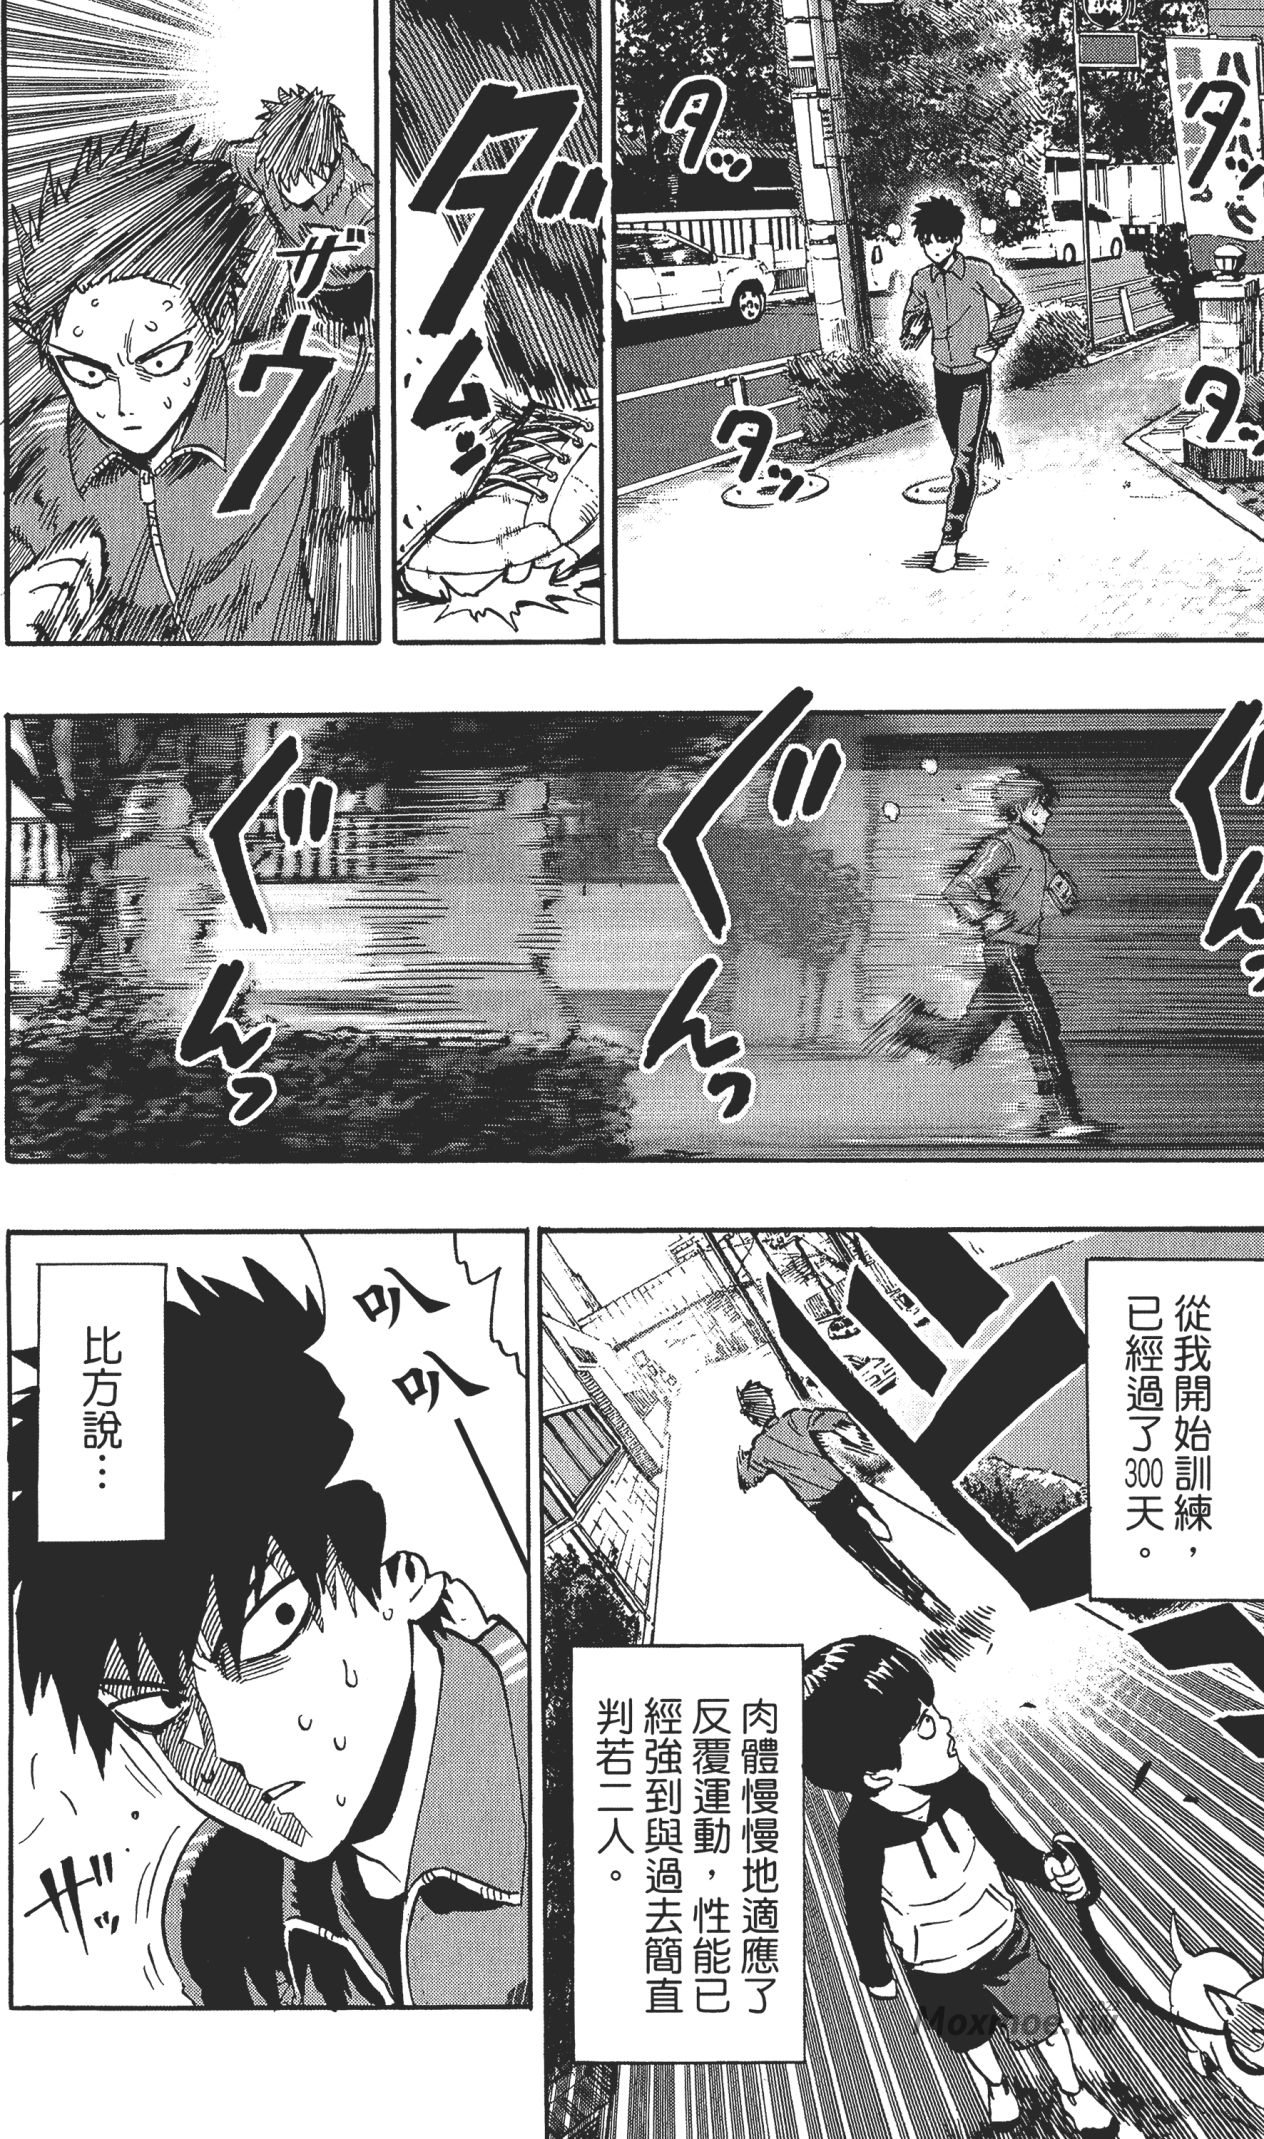 タッ
タッ
タッ
タッ
ダ"ムッ
ザウ
ぐ"んっ
ぐ"んっ
ぐ"んっ
從我開始訓練，
已經過了300天。
肉體慢慢地適應了
反覆運動，性能已
經強到與過去簡直
判若二人。
叭
叭
比方說…
ザッ
Moxmoe.tw